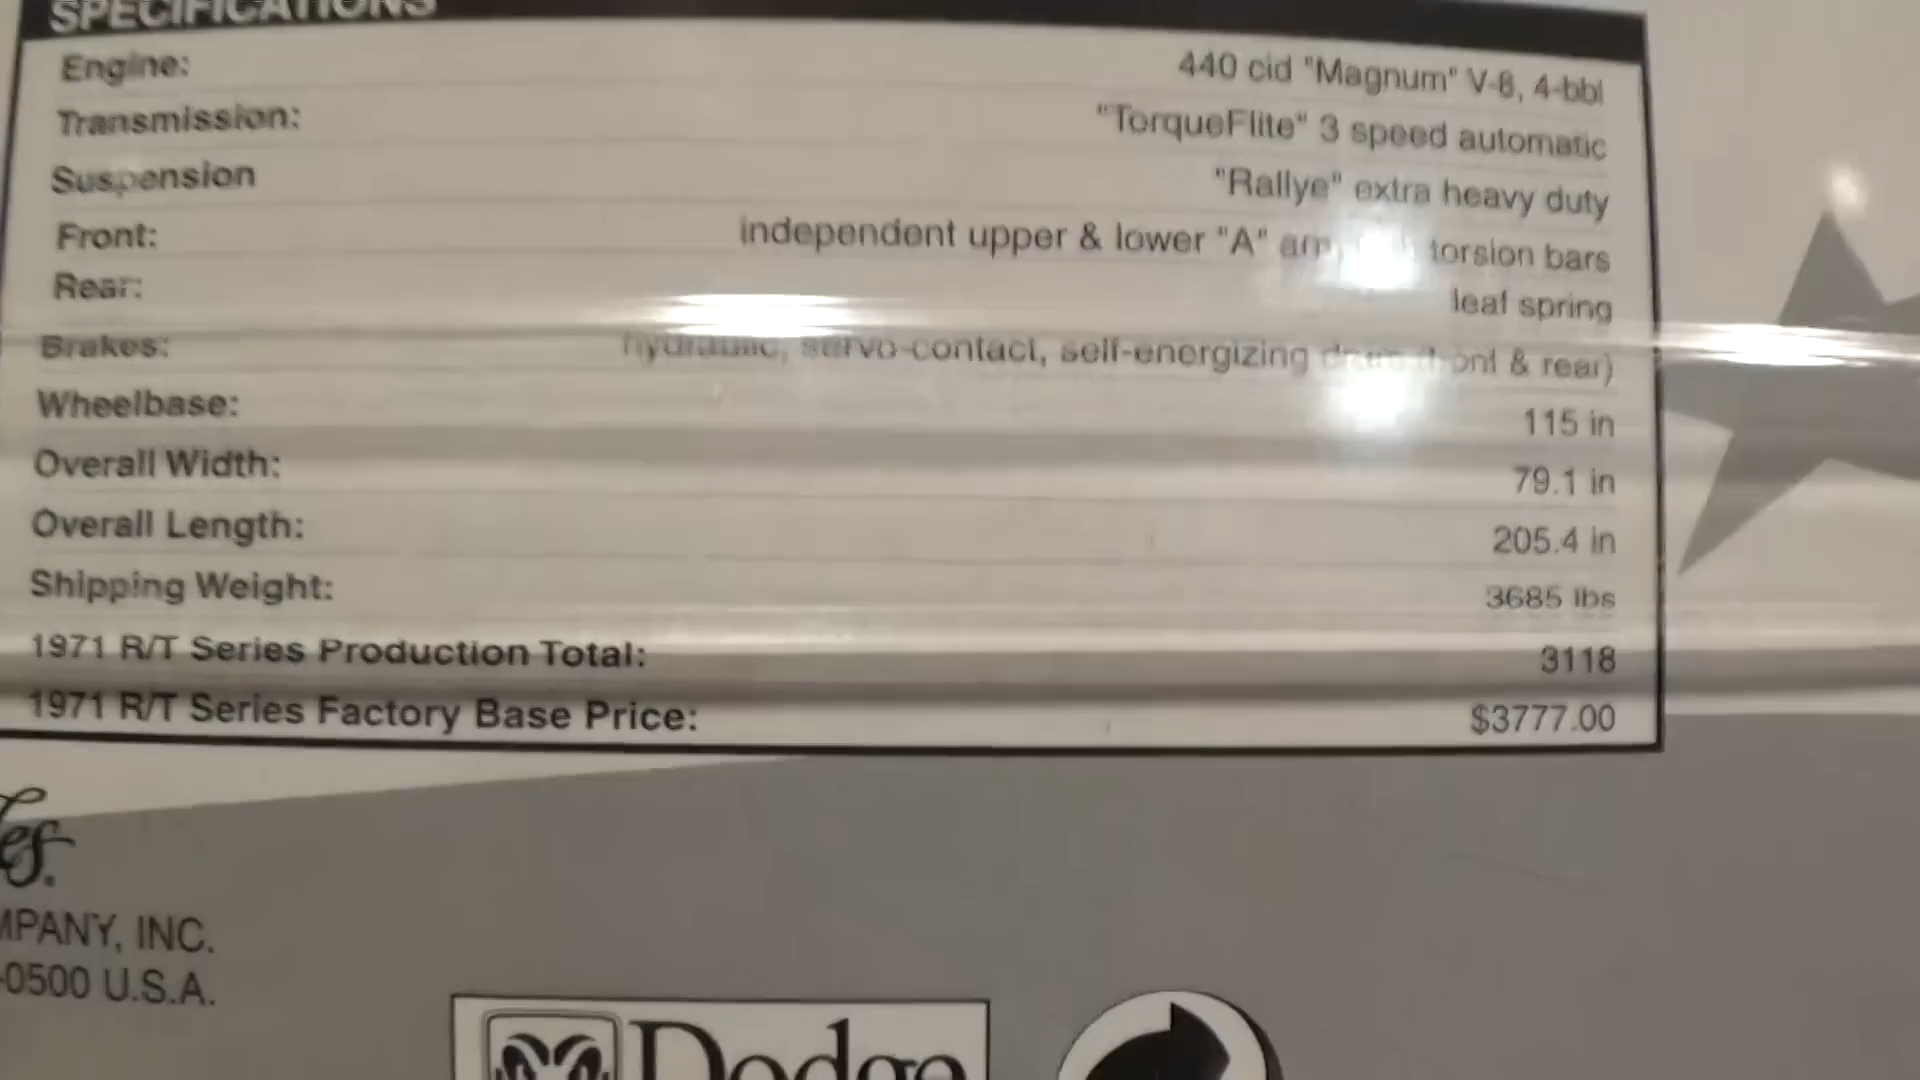 SPECIFICATIONS
Engine: 440 cid "Magnum" V-8, 4-bbl
Transmission: "TorqueFlite" 3 speed automatic
Suspension "Rallye" extra heavy duty
Front: independent upper & lower "A" torsion bars
Rear: leaf spring
Brakes: hydraulic, servo-contact, self-energizing drum (front & rear)
Wheelbase: 115 in
Overall Width: 79.1 in
Overall Length: 205.4 in
Shipping Weight: 3685 lbs
1971 R/T Series Production Total: 3118
1971 R/T Series Factory Base Price: $3777.00
INC.
-0500 U.S.A.
Dodge